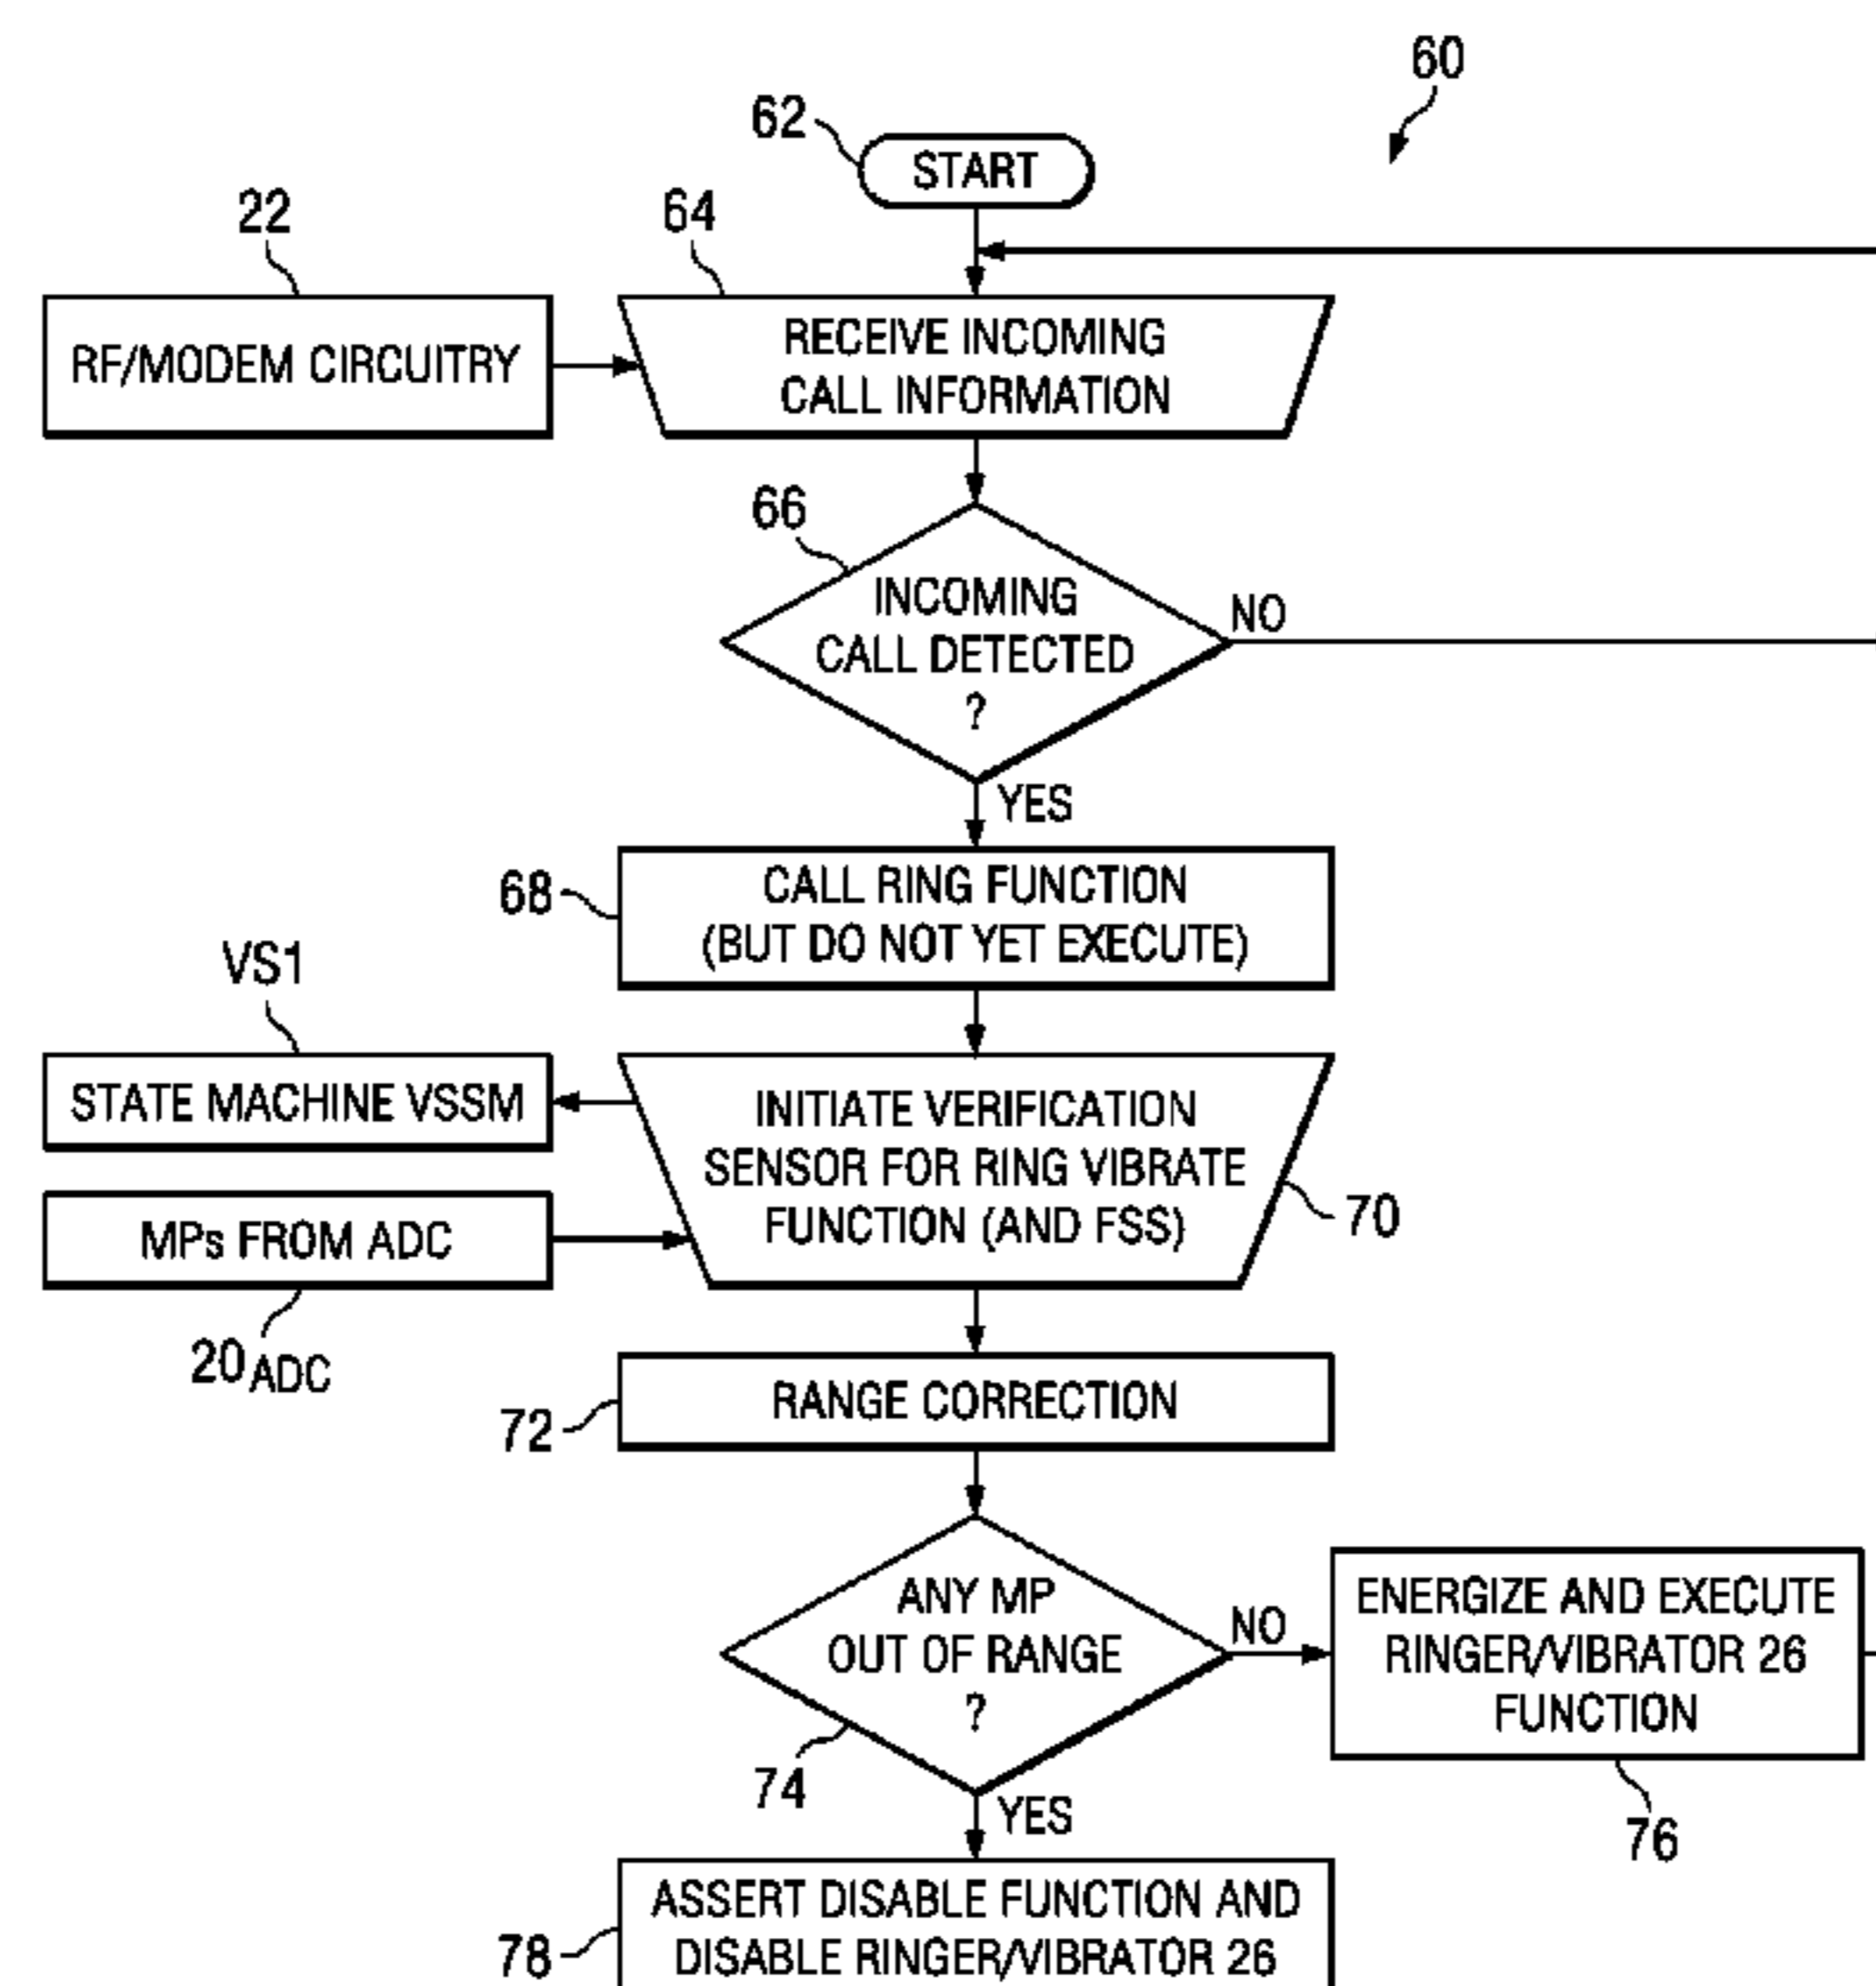 60
62
START
22
64
RF/MODEM CIRCUITRY
RECEIVE INCOMING
CALL INFORMATION
66
INCOMING
CALL DETECTED
?
NO
YES
68
CALL RING FUNCTION
(BUT DO NOT YET EXECUTE)
VS1
STATE MACHINE VSSM
INITIATE VERIFICATION
SENSOR FOR RING VIBRATE
FUNCTION (AND FSS)
70
MPs FROM ADC
20ADC
72
RANGE CORRECTION
ANY MP
OUT OF RANGE
?
74
NO
ENERGIZE AND EXECUTE
RINGER/VIBRATOR 26
FUNCTION
76
YES
78
ASSERT DISABLE FUNCTION AND
DISABLE RINGER/VIBRATOR 26